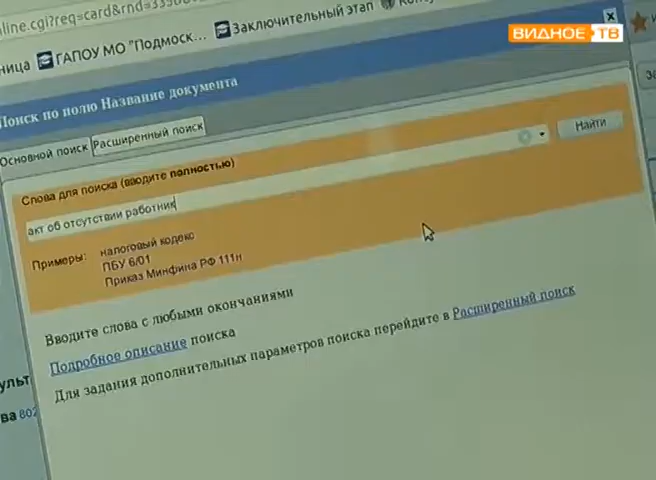 nline.cgi?req=card&rnd=
ница ГАПОУ МО "Подмоск... Заключительный этап
ВИДНОЕ ТВ
Поиск по полю Название документа
Основной поиск Расширенный поиск
Слова для поиска (вводите полностью)
акт об отсутствии работник
Найти
Примеры: налоговый кодекс
ПБУ 6/01
Приказ Минфина РФ 111н
Вводите слова с любыми окончаниями
Подробное описание поиска
Для задания дополнительных параметров поиска перейдите в Расширенный поиск